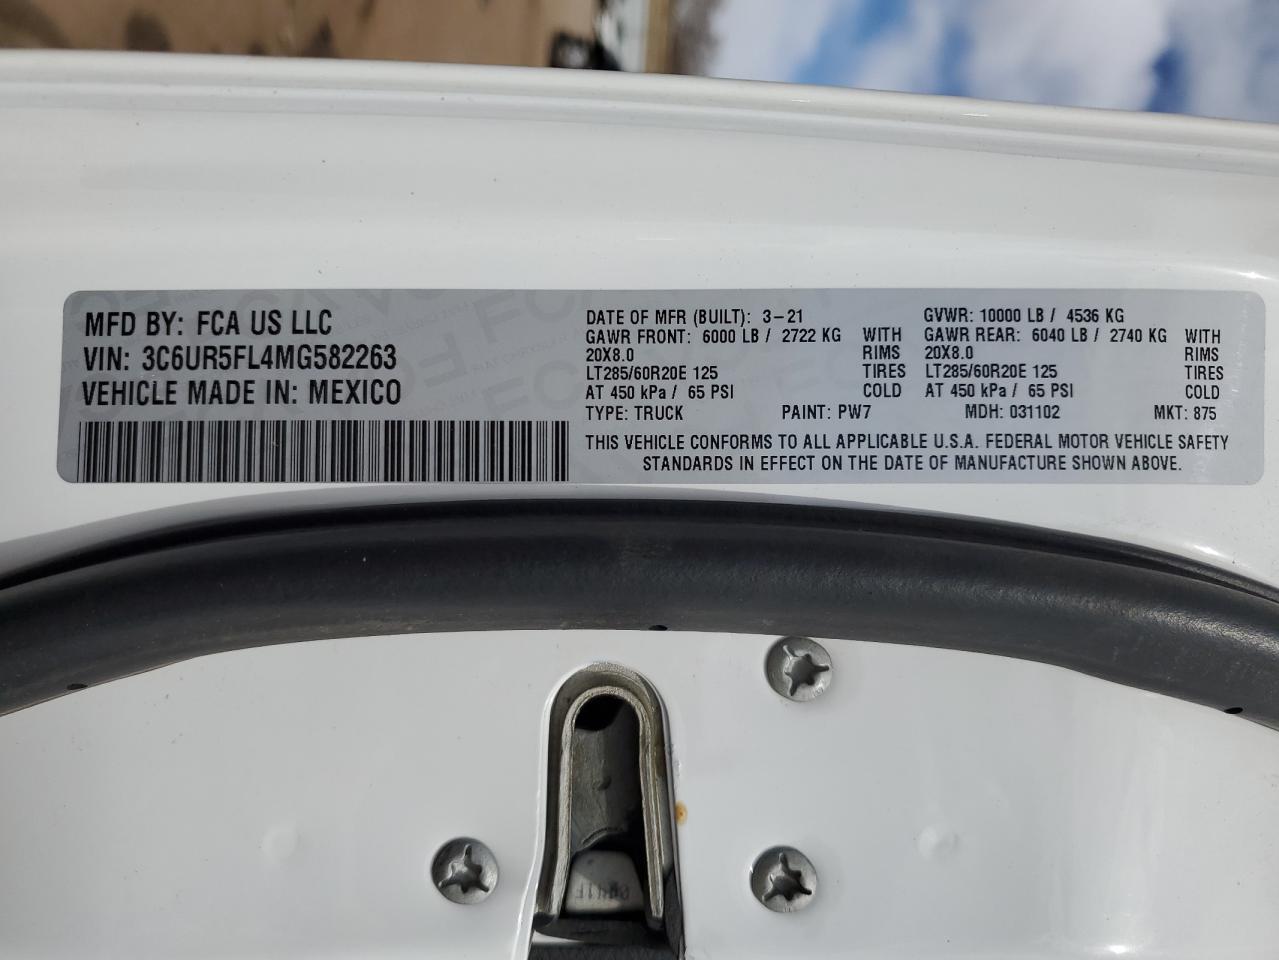 MFD BY: FCA US LLC
VIN: 3C6UR5FL4MG582263
VEHICLE MADE IN: MEXICO
DATE OF MFR (BUILT): 3-21
GVWR: 10000 LB / 4536 KG
GAWR FRONT: 6000 LB / 2722 KG WITH
20X8.0 RIMS
LT285/60R20E 125 TIRES
AT 450 kPa / 65 PSI COLD
GAWR REAR: 6040 LB / 2740 KG WITH
20X8.0 RIMS
LT285/60R20E 125 TIRES
AT 450 kPa / 65 PSI COLD
TYPE: TRUCK PAINT: PW7 MDH: 031102 MKT: 875
THIS VEHICLE CONFORMS TO ALL APPLICABLE U.S.A. FEDERAL MOTOR VEHICLE SAFETY
STANDARDS IN EFFECT ON THE DATE OF MANUFACTURE SHOWN ABOVE.